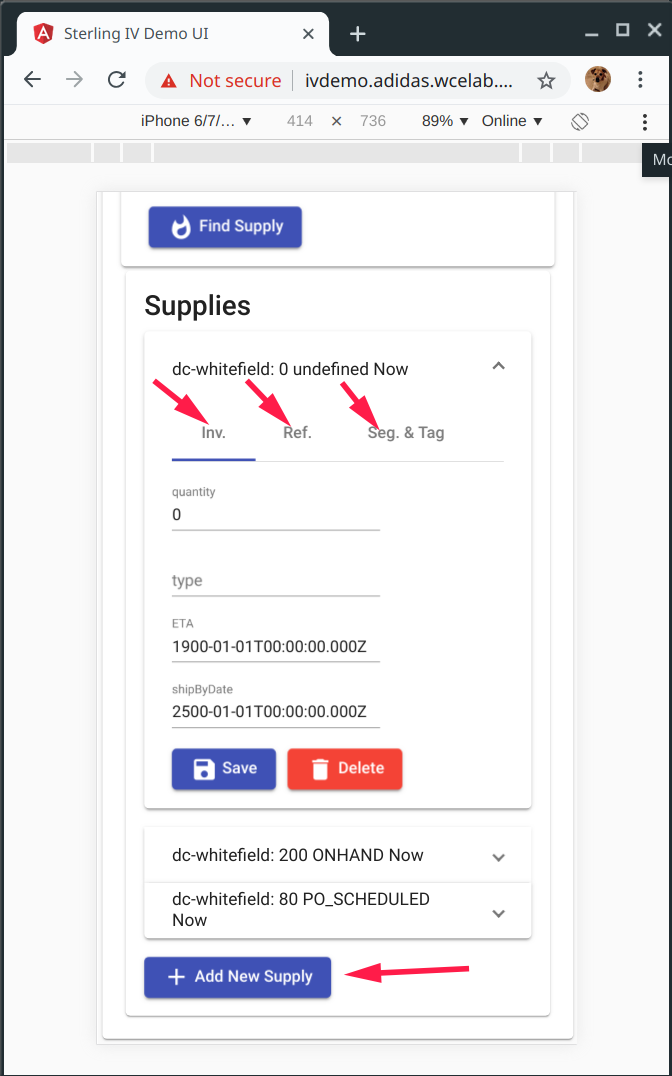 Sterling IV Demo UI
Not secure
ivdemo.adidas.wcelab....
iPhone 6/7/... ▼ 414 × 736 89% ▼ Online ▼
Mo
Find Supply
Supplies
dc-whitefield: 0 undefined Now
Inv. Ref. Seg. & Tag
quantity
0
type
ETA
1900-01-01T00:00:00.000Z
shipByDate
2500-01-01T00:00:00.000Z
Save Delete
dc-whitefield: 200 ONHAND Now
dc-whitefield: 80 PO_SCHEDULED
Now
Add New Supply